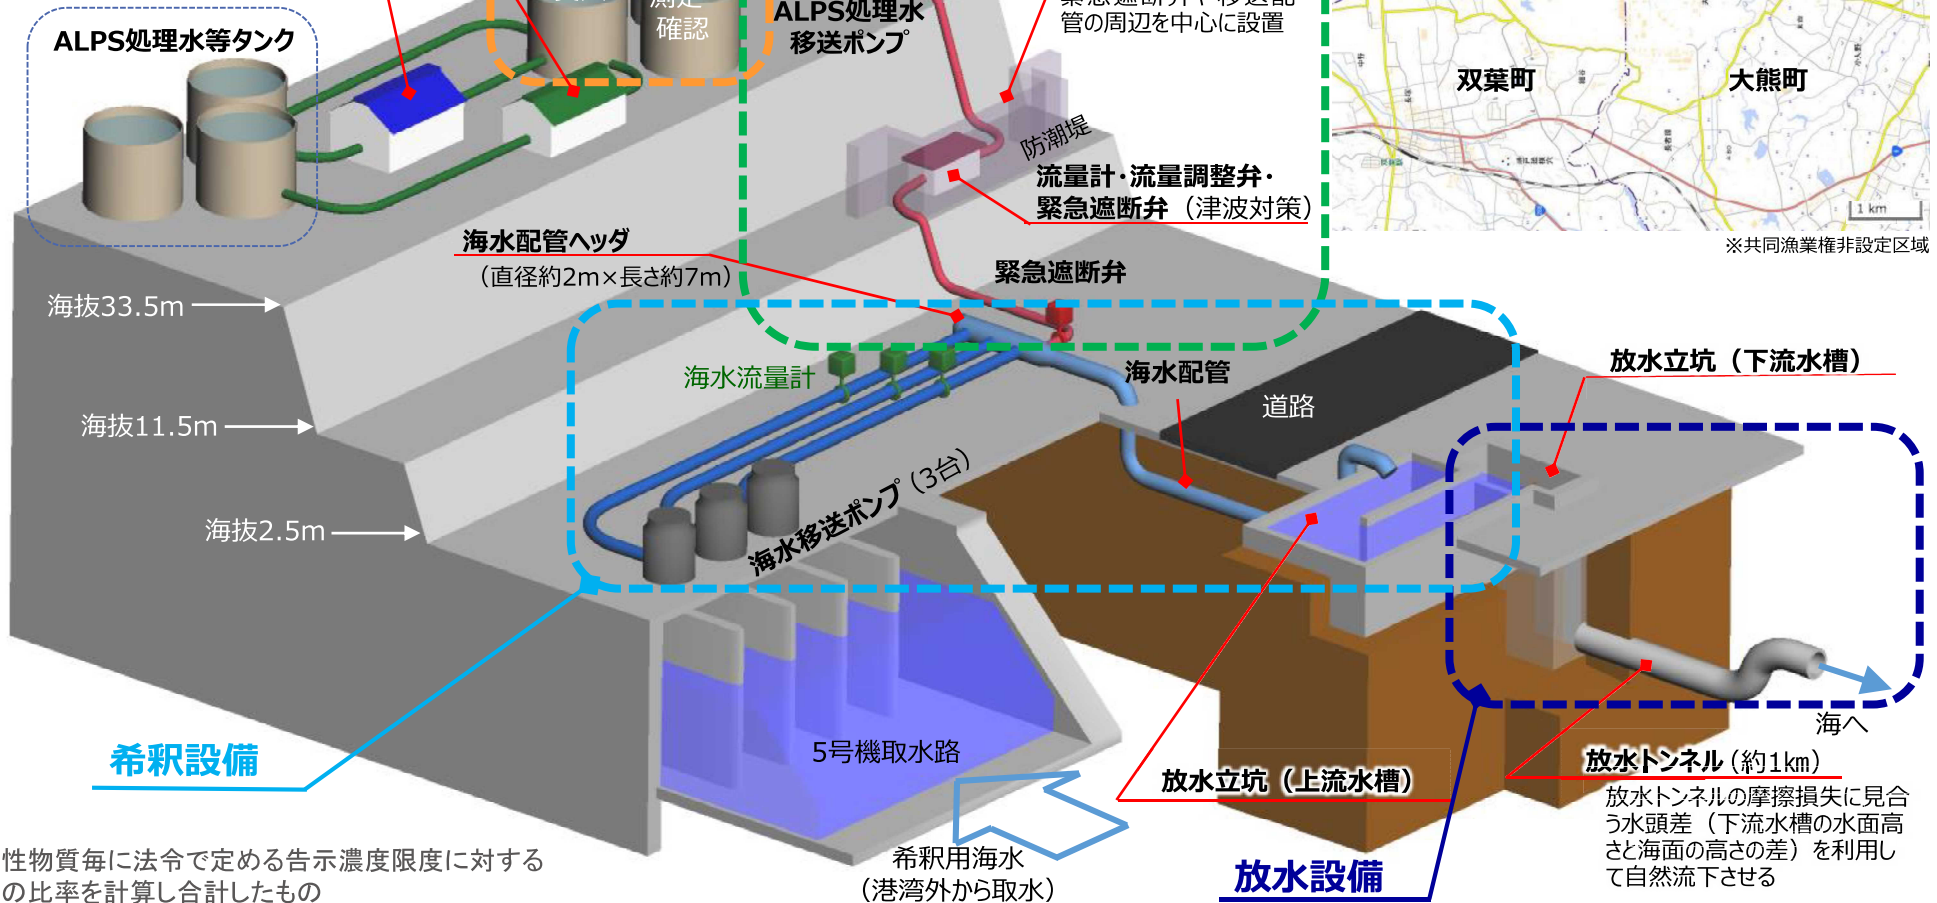 ALPS処理水等タンク
確認
ALPS処理水
移送ポンプ
管の周辺を中心に設置
双葉町
大熊町
1 km
※共同漁業権非設定区域
防潮堤
流量計・流量調整弁・
緊急遮断弁（津波対策）
海水配管ヘッダ
（直径約2m×長さ約7m）
緊急遮断弁
海抜33.5m
海水流量計
海水配管
道路
放水立坑（下流水槽）
海抜11.5m
海抜2.5m
海水移送ポンプ（3台）
希釈設備
5号機取水路
海へ
放水立坑（上流水槽）
放水トンネル（約1km）
放水トンネルの摩擦損失に見合
う水頭差（下流水槽の水面高
さと海面の高さの差）を利用し
て自然流下させる
希釈用海水
（港湾外から取水）
放水設備
性物質毎に法令で定める告示濃度限度に対する
の比率を計算し合計したもの